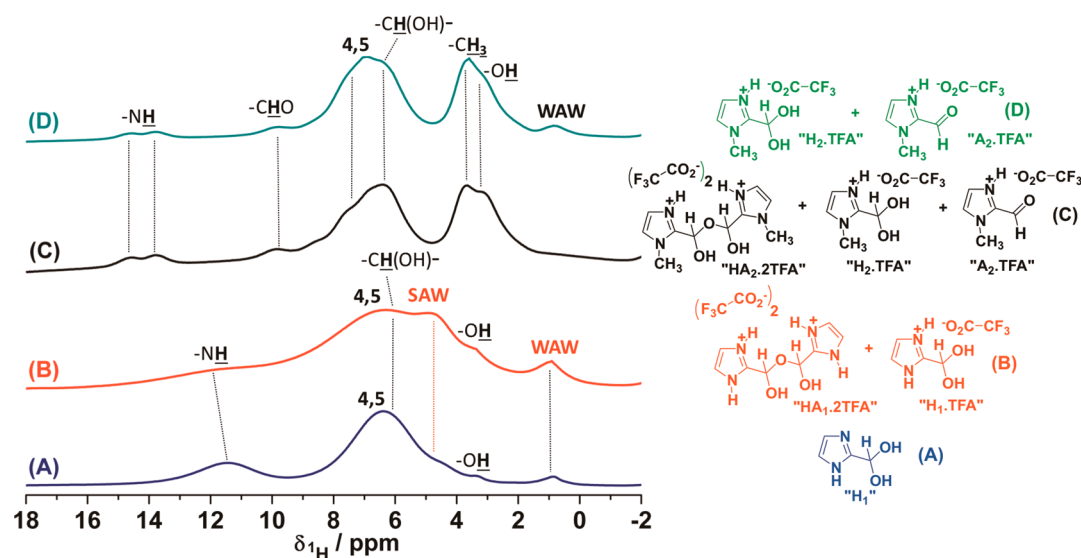 -CH(OH)-
4,5
-CH3
-OH
-CHO
-NH
WAW
(D)
(C)
-CH(OH)-
4,5
SAW
-OH
-NH
WAW
(B)
4,5
-OH
(A)
18 16 14 12 10 8 6 4 2 0 -2
δ1H / ppm
H -O2C-CF3 H -O2C-CF3
N+ H OH + N+ O (D)
N OH N H
CH3 "H2.TFA" CH3 "A2.TFA"
(F3C-CO2-)2
H H -O2C-CF3 H -O2C-CF3
N+ H O H N+ + N+ H OH + N+ O (C)
N OH OH N N OH N H
CH3 CH3 CH3 CH3
"HA2.2TFA" "H2.TFA" "A2.TFA"
(F3C-CO2-)2
H H H -O2C-CF3
N+ H O H N+ + N+ H OH (B)
N OH OH N N OH
H H H
"HA1.2TFA" "H1.TFA"
N H OH (A)
N OH
H
"H1"